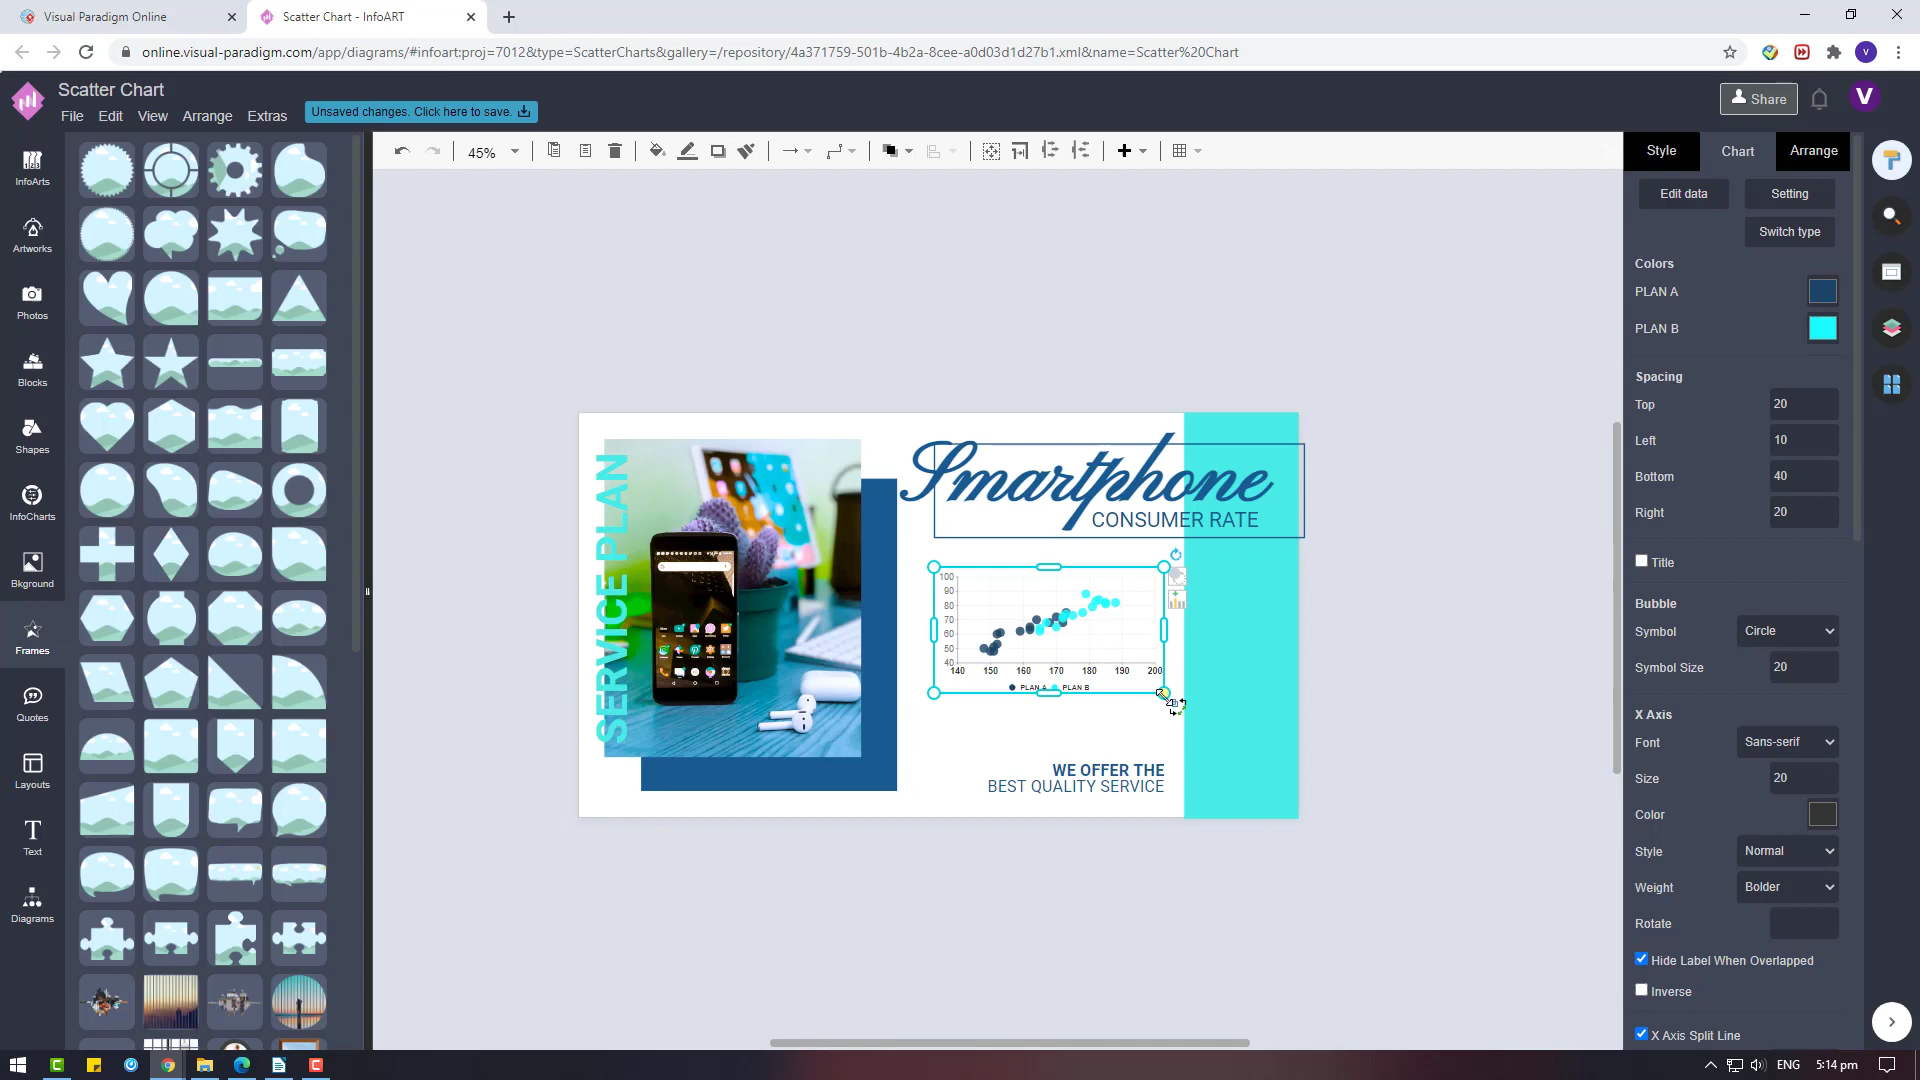 Visual Paradigm Online
Scatter Chart - InfoART
online.visual-paradigm.com/app/diagrams/#infoart:proj=7012&type=ScatterCharts&gallery=/repository/4a371759-501b-4b2a-8cee-a0d03d1d27b1.xml&name=Scatter%20Chart
V
Scatter Chart
File Edit View Arrange Extras
Unsaved changes. Click here to save.
Share
V
45%
InfoArts
Artworks
Photos
Blocks
Shapes
InfoCharts
Bkground
Frames
Quotes
Layouts
Text
Diagrams
SERVICE PLAN
Smartphone
CONSUMER RATE
100
90
80
70
60
50
40
140 150 160 170 180 190 200
PLAN A PLAN B
WE OFFER THE
BEST QUALITY SERVICE
Style Chart Arrange
Edit data Setting
Switch type
Colors
PLAN A
PLAN B
Spacing
Top 20
Left 10
Bottom 40
Right 20
Title
Bubble
Symbol Circle
Symbol Size 20
X Axis
Font Sans-serif
Size 20
Color
Style Normal
Weight Bolder
Rotate
Hide Label When Overlapped
Inverse
X Axis Split Line
ENG 5:14 pm